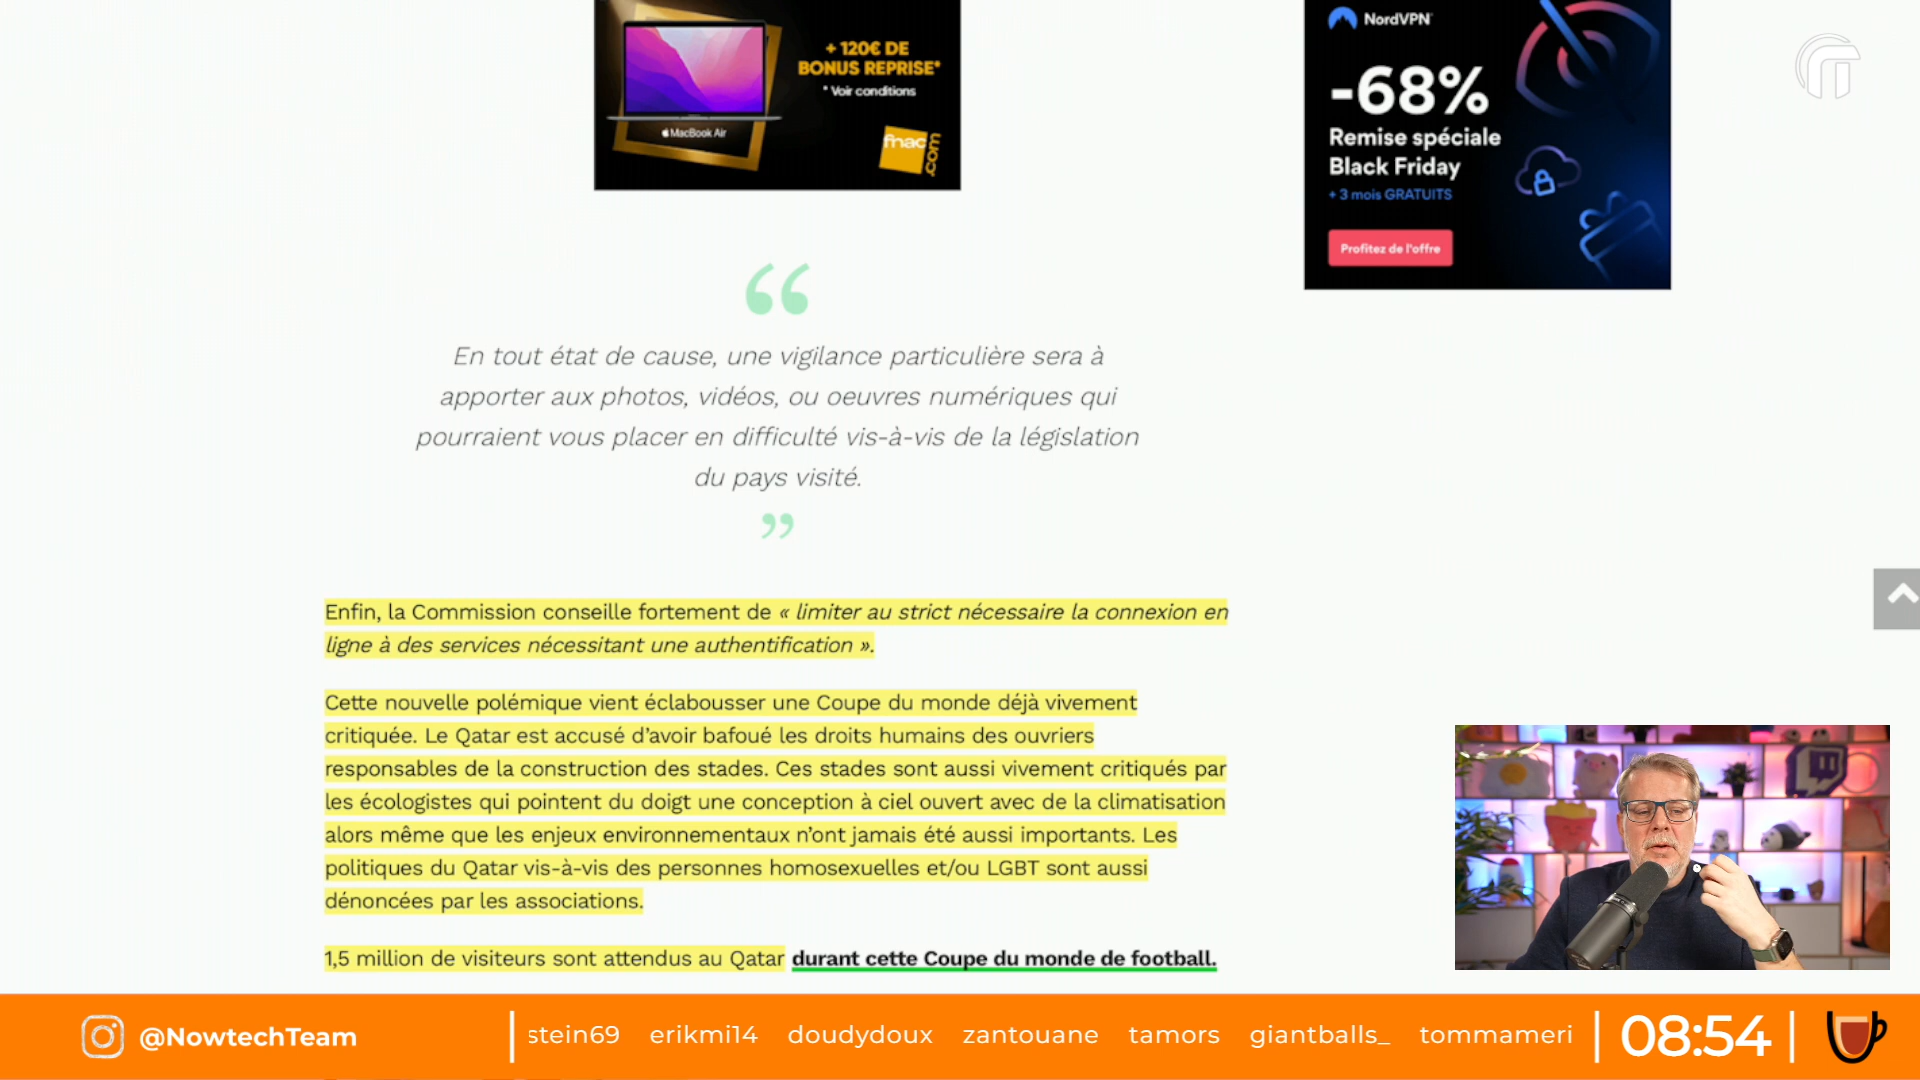 + 120€ DE
BONUS REPRISE*
* Voir conditions
MacBook Air
fnac
.com
NordVPN
-68%
Remise spéciale
Black Friday
+ 3 mois GRATUITS
Profitez de l'offre
“
En tout état de cause, une vigilance particulière sera à
apporter aux photos, vidéos, ou oeuvres numériques qui
pourraient vous placer en difficulté vis-à-vis de la législation
du pays visité.
”
Enfin, la Commission conseille fortement de « limiter au strict nécessaire la connexion en
ligne à des services nécessitant une authentification ».
Cette nouvelle polémique vient éclabousser une Coupe du monde déjà vivement
critiquée. Le Qatar est accusé d’avoir bafoué les droits humains des ouvriers
responsables de la construction des stades. Ces stades sont aussi vivement critiqués par
les écologistes qui pointent du doigt une conception à ciel ouvert avec de la climatisation
alors même que les enjeux environnementaux n’ont jamais été aussi importants. Les
politiques du Qatar vis-à-vis des personnes homosexuelles et/ou LGBT sont aussi
dénoncées par les associations.
1,5 million de visiteurs sont attendus au Qatar durant cette Coupe du monde de football.
@NowtechTeam
stein69 erikmi14 doudydoux zantouane tamors giantballs_ tommameri
08:54